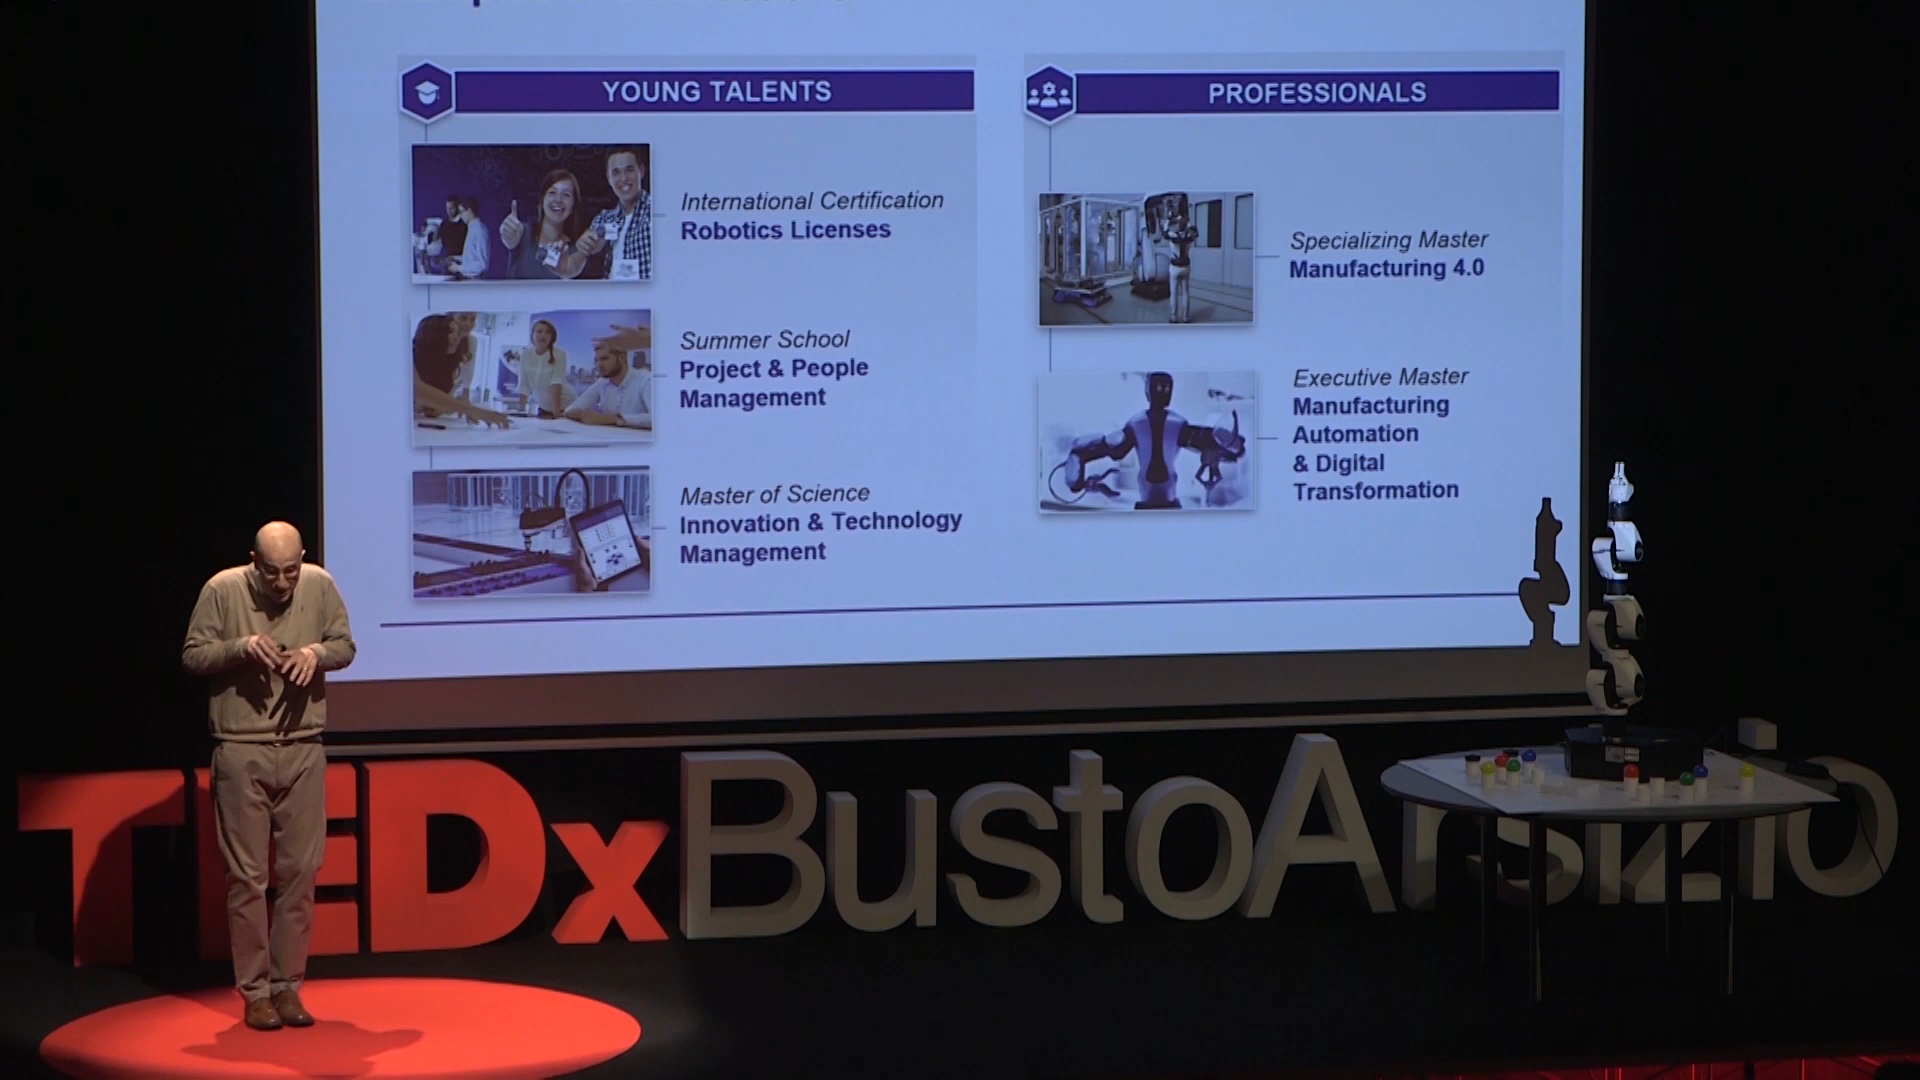 YOUNG TALENTS
International Certification
Robotics Licenses
Summer School
Project & People
Management
Master of Science
Innovation & Technology
Management
PROFESSIONALS
Specializing Master
Manufacturing 4.0
Executive Master
Manufacturing
Automation
& Digital
Transformation
TEDxBustoArsizio